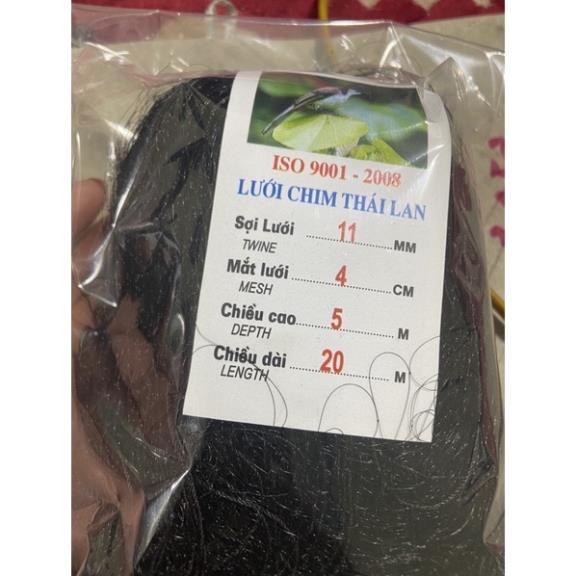 ISO 9001 - 2008
LƯỚI CHIM THÁI LAN
Sợi Lưới ........ 11 ........ MM
TWINE
Mắt lưới ........ 4 ........ CM
MESH
Chiều cao ........ 5 ........ M
DEPTH
Chiều dài ........ 20 ........ M
LENGTH